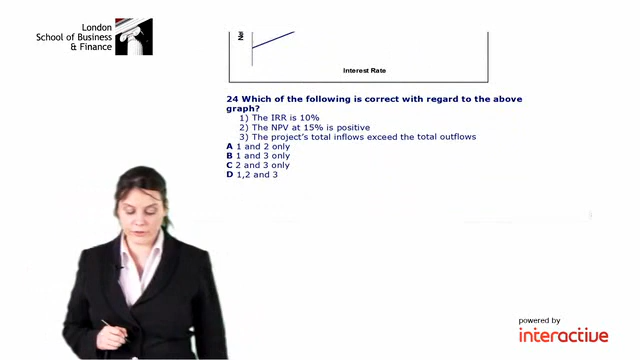 London
School of Business
& Finance
Interest Rate
24 Which of the following is correct with regard to the above
graph?
1) The IRR is 10%
2) The NPV at 15% is positive
3) The project's total inflows exceed the total outflows
A 1 and 2 only
B 1 and 3 only
C 2 and 3 only
D 1,2 and 3
powered by
interactive